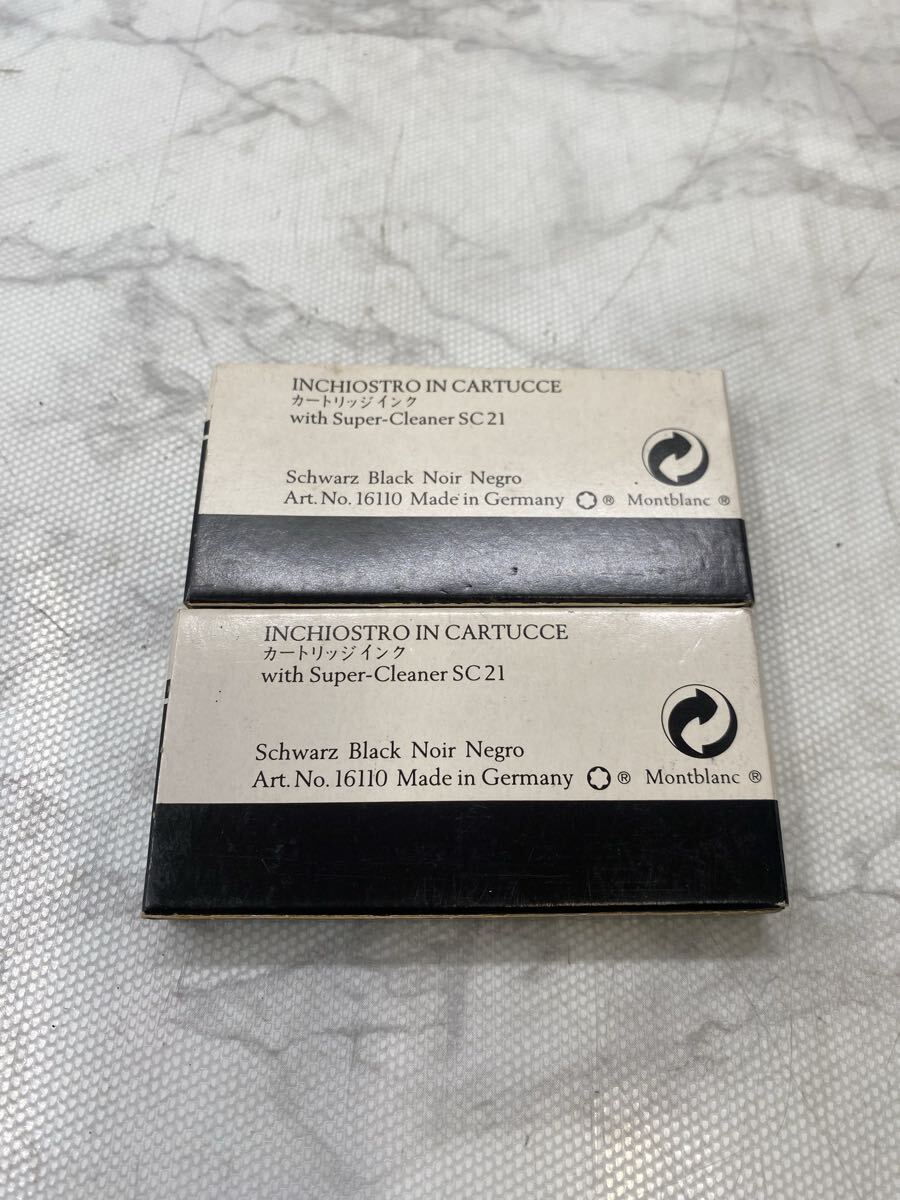 INCHIOSTRO IN CARTUCCE
カートリッジインク
with Super-Cleaner SC 21
Schwarz Black Noir Negro
Art. No. 16110 Made in Germany ® Montblanc ®
INCHIOSTRO IN CARTUCCE
カートリッジインク
with Super-Cleaner SC 21
Schwarz Black Noir Negro
Art. No. 16110 Made in Germany ® Montblanc ®